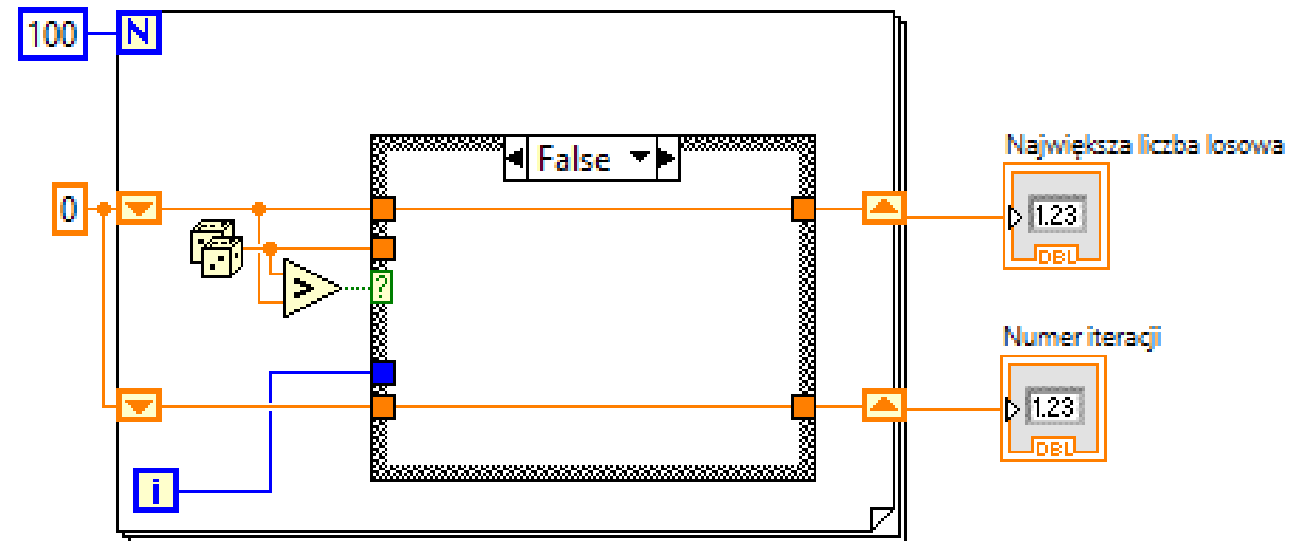 100
N
False
Największa liczba losowa
0
1.23
DBL
>
?
Numer iteracji
1.23
DBL
i